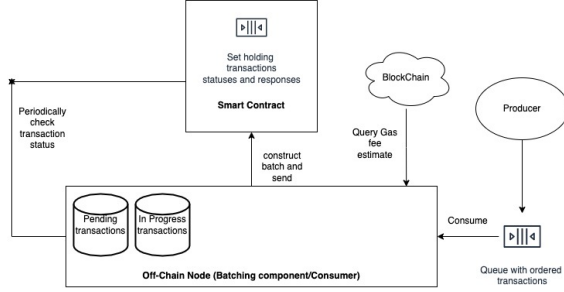 Set holding
transactions
statuses and responses
Smart Contract
BlockChain
Producer
Periodically
check
transaction
status
Query Gas
fee
estimate
construct
batch and
send
Pending
transactions
In Progress
transactions
Consume
Off-Chain Node (Batching component/Consumer)
Queue with ordered
transactions